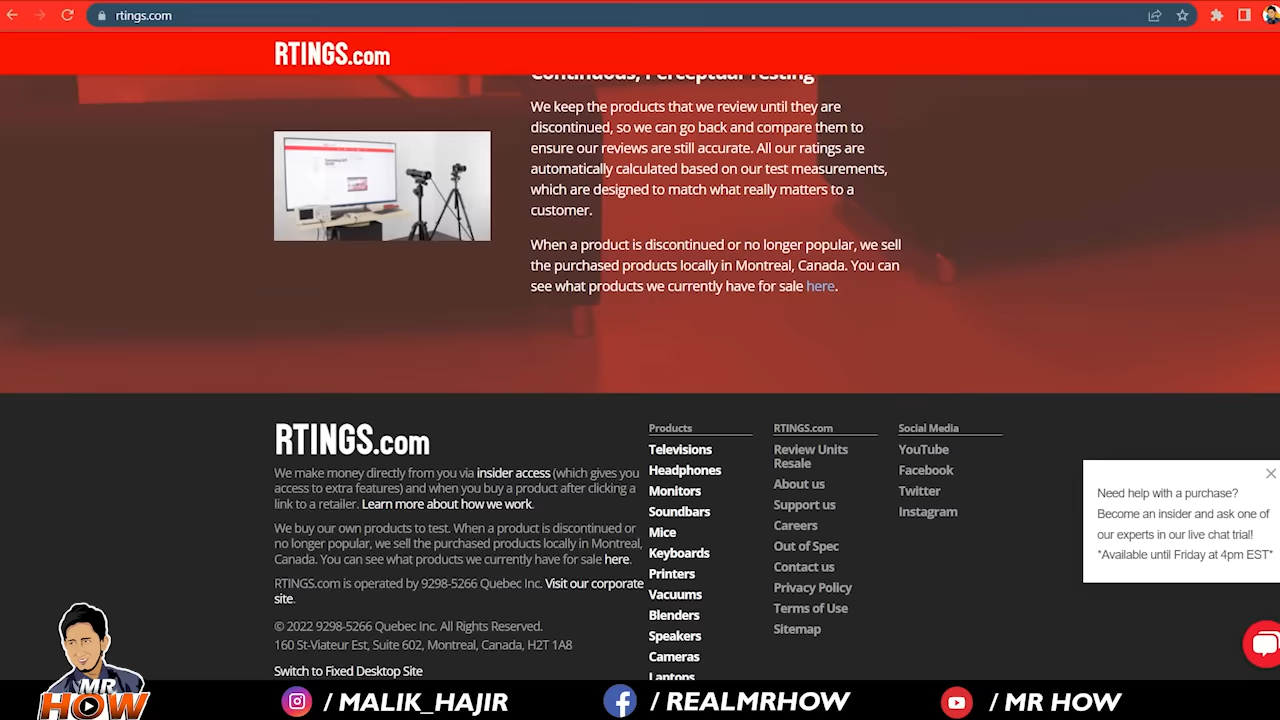 rtings.com
RTINGS.com
Continuous, Perceptual Testing
We keep the products that we review until they are
discontinued, so we can go back and compare them to
ensure our reviews are still accurate. All our ratings are
automatically calculated based on our test measurements,
which are designed to match what really matters to a
customer.
When a product is discontinued or no longer popular, we sell
the purchased products locally in Montreal, Canada. You can
see what products we currently have for sale here.
RTINGS.com
We make money directly from you via insider access (which gives you
access to extra features) and when you buy a product after clicking a
link to a retailer. Learn more about how we work.
We buy our own products to test. When a product is discontinued or
no longer popular, we sell the purchased products locally in Montreal,
Canada. You can see what products we currently have for sale here.
RTINGS.com is operated by 9298-5266 Quebec Inc. Visit our corporate
site.
© 2022 9298-5266 Quebec Inc. All Rights Reserved.
160 St-Viateur Est, Suite 602, Montreal, Canada, H2T 1A8
Switch to Fixed Desktop Site
Products
Televisions
Headphones
Monitors
Soundbars
Mice
Keyboards
Printers
Vacuums
Blenders
Speakers
Cameras
Laptops
RTINGS.com
Review Units
Resale
About us
Support us
Careers
Out of Spec
Contact us
Privacy Policy
Terms of Use
Sitemap
Social Media
YouTube
Facebook
Twitter
Instagram
Need help with a purchase?
Become an insider and ask one of
our experts in our live chat trial!
*Available until Friday at 4pm EST*
MR
HOW
/ MALIK_HAJIR
/ REALMRHOW
/ MR HOW